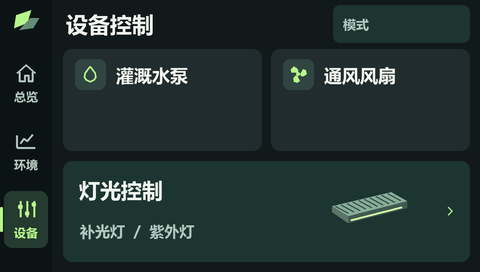 设备控制
模式
总览
灌溉水泵
通风风扇
环境
灯光控制
补光灯 / 紫外灯
设备